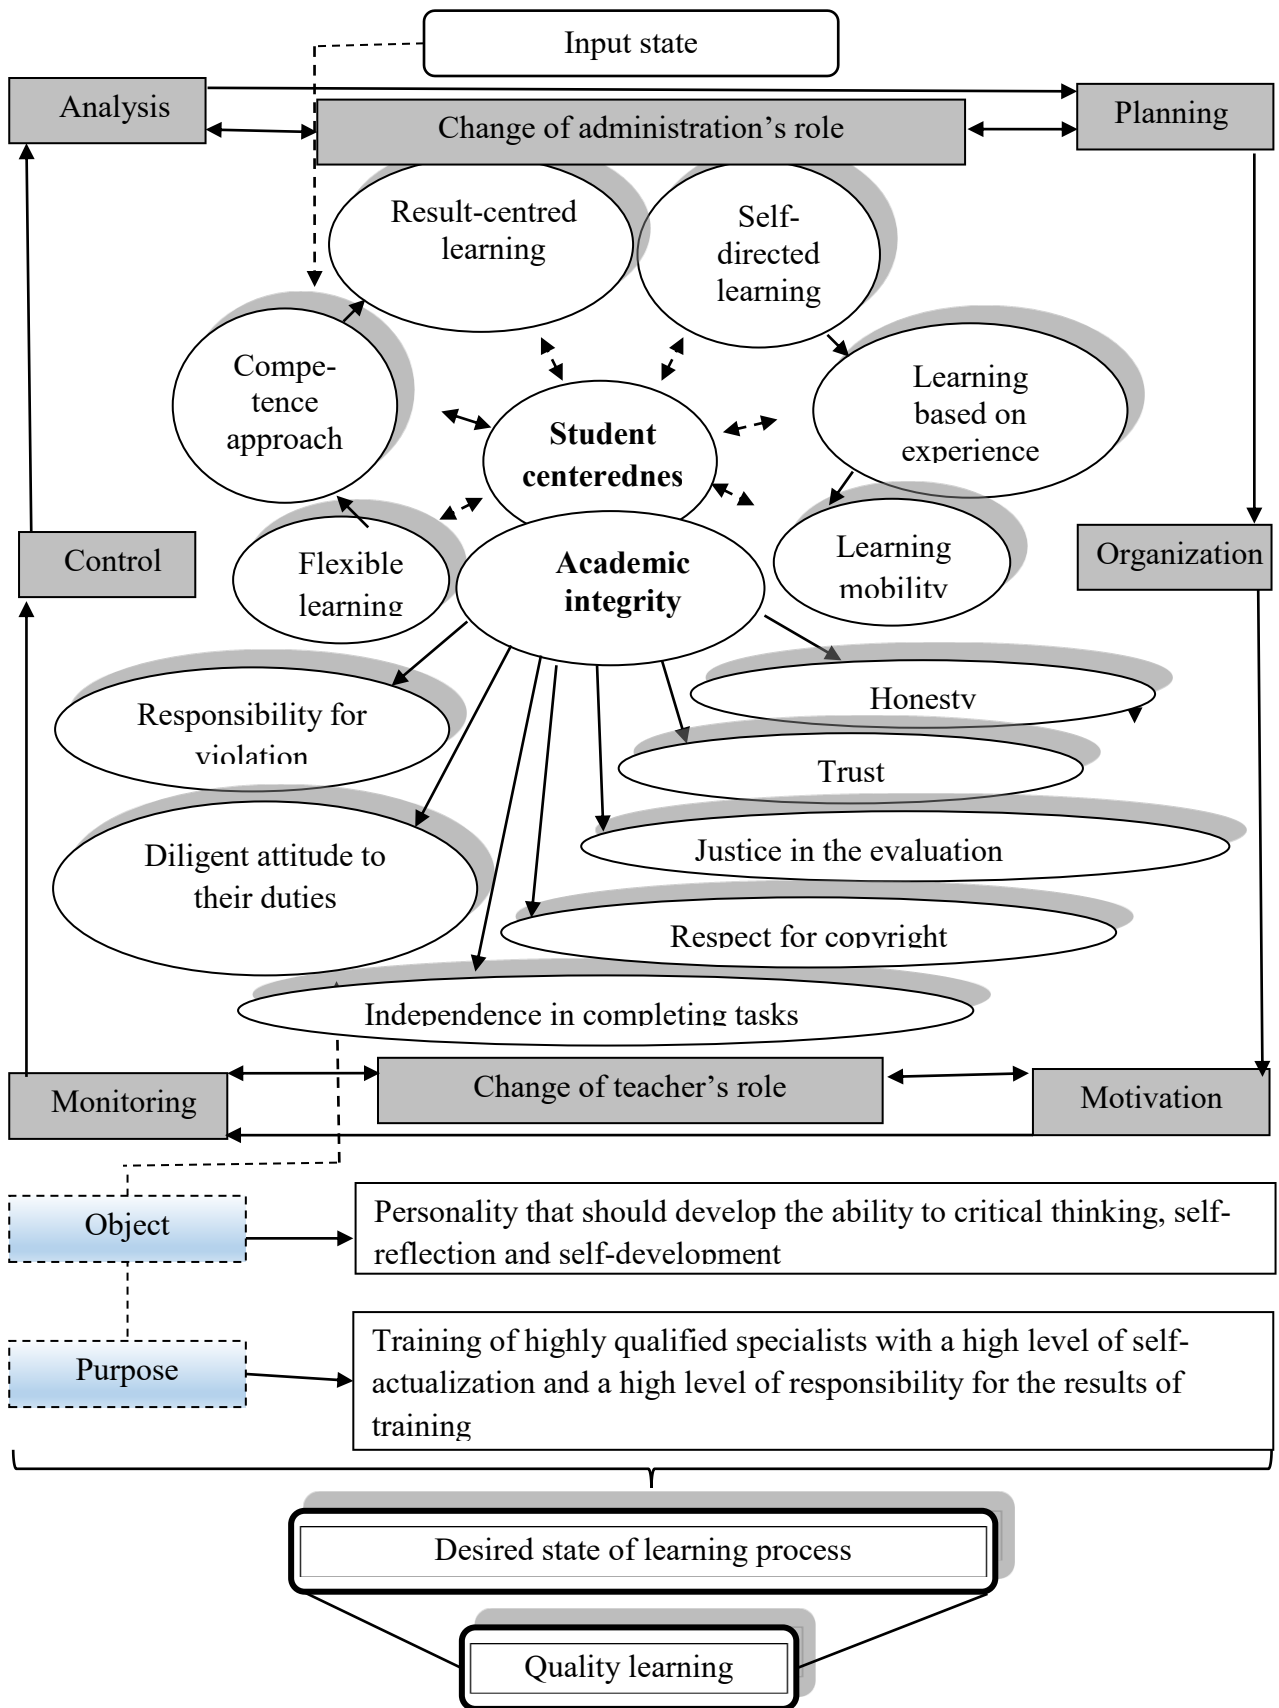 Input state
Analysis
Planning
Change of administration's role
Result-centred
learning
Self-
directed
learning
Compe-
tence
approach
Learning
based on
experience
Student
centerednes
Flexible
learning
Academic
integrity
Learning
mobility
Control
Organization
Responsibility for
violation
Honesty
Trust
Diligent attitude to
their duties
Justice in the evaluation
Respect for copyright
Independence in completing tasks
Monitoring
Change of teacher's role
Motivation
Object
Personality that should develop the ability to critical thinking, self-
reflection and self-development
Purpose
Training of highly qualified specialists with a high level of self-
actualization and a high level of responsibility for the results of
training
Desired state of learning process
Quality learning